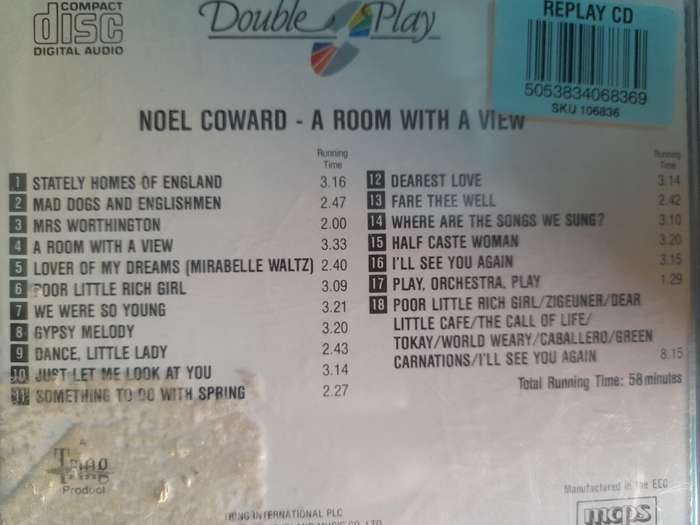 COMPACT
disc
DIGITAL AUDIO
Double Play
REPLAY CD
5053834068369
SKU 106836
NOEL COWARD - A ROOM WITH A VIEW
Running
Time
1 STATELY HOMES OF ENGLAND 3.16
2 MAD DOGS AND ENGLISHMEN 2.47
3 MRS WORTHINGTON 2.00
4 A ROOM WITH A VIEW 3.33
5 LOVER OF MY DREAMS (MIRABELLE WALTZ) 2.40
6 POOR LITTLE RICH GIRL 3.09
7 WE WERE SO YOUNG 3.21
8 GYPSY MELODY 3.20
9 DANCE, LITTLE LADY 2.43
10 JUST LET ME LOOK AT YOU 3.14
11 SOMETHING TO DO WITH SPRING 2.27
Running
Time
12 DEAREST LOVE 3.14
13 FARE THEE WELL 2.42
14 WHERE ARE THE SONGS WE SUNG? 3.10
15 HALF CASTE WOMAN 3.20
16 I'LL SEE YOU AGAIN 3.15
17 PLAY, ORCHESTRA, PLAY 1.29
18 POOR LITTLE RICH GIRL/ZIGEUNER/DEAR
LITTLE CAFE/THE CALL OF LIFE/
TOKAY/WORLD WEARY/CABALLERO/GREEN
CARNATIONS/I'LL SEE YOU AGAIN 8.15
Total Running Time: 58 minutes
A
Product
Manufactured in the EEC
INTERNATIONAL PLC
MUSIC CO. LTD
mcps